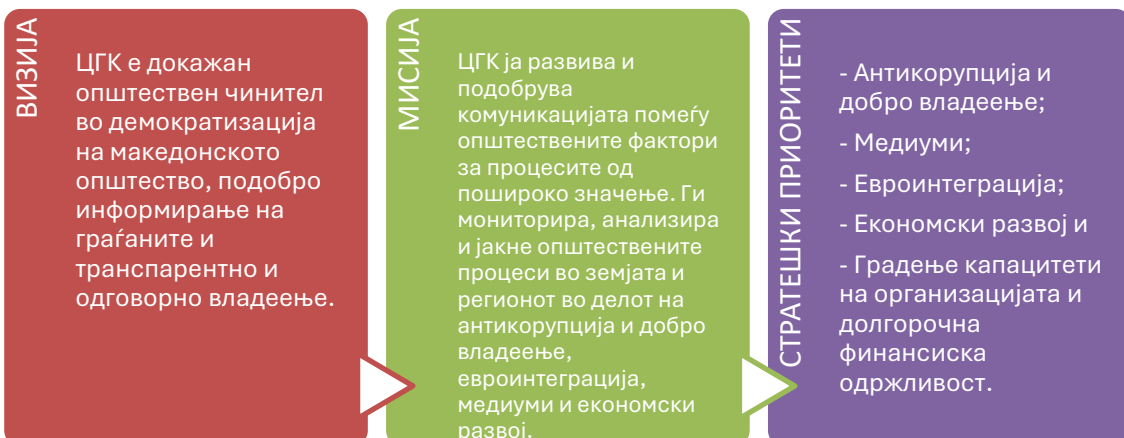 ВИЗИЈА
ЦГК е докажан
општествен чинител
во демократизација
на македонското
општество, подобро
информирање на
граѓаните и
транспарентно и
одговорно владеење.
МИСИЈА
ЦГК ја развива и
подобрува
комуникацијата помеѓу
општествените фактори
за процесите од
пошироко значење. Ги
мониторира, анализира
и јакне општествените
процеси во земјата и
регионот во делот на
антикорупција и добро
владеење,
евроинтеграција,
медиуми и економски
развој.
СТРАТЕШКИ ПРИОРИТЕТИ
- Антикорупција и
добро владеење;
- Медиуми;
- Евроинтеграција;
- Економски развој и
- Градење капацитети
на организацијата и
долгорочна
финансиска
одржливост.